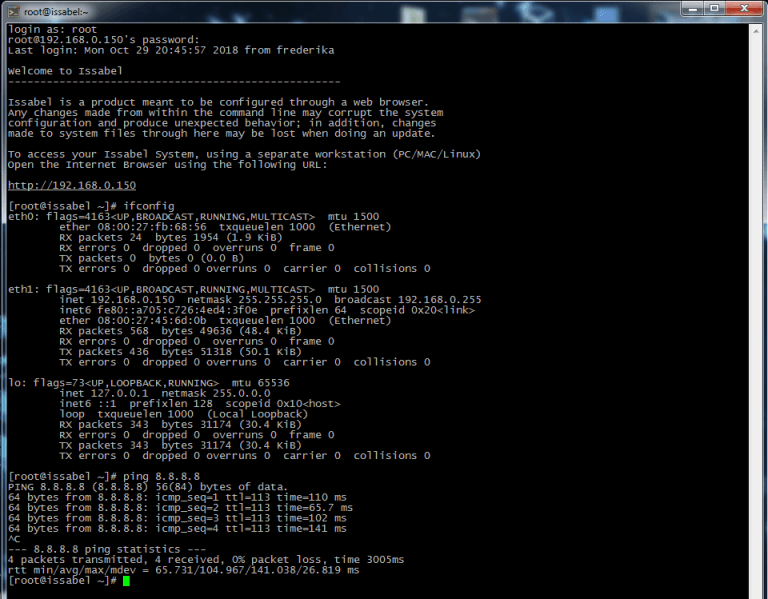 root@issabel:~
login as: root
root@192.168.0.150's password:
Last login: Mon Oct 29 20:45:57 2018 from frederika
Welcome to Issabel
----------------------------------------------------
Issabel is a product meant to be configured through a web browser.
Any changes made from within the command line may corrupt the system
configuration and produce unexpected behavior; in addition, changes
made to system files through here may be lost when doing an update.
To access your Issabel System, using a separate workstation (PC/MAC/Linux)
Open the Internet Browser using the following URL:
http://192.168.0.150
[root@issabel ~]# ifconfig
eth0: flags=4163<UP,BROADCAST,RUNNING,MULTICAST>  mtu 1500
        ether 08:00:27:fb:68:56  txqueuelen 1000  (Ethernet)
        RX packets 24  bytes 1954 (1.9 KiB)
        RX errors 0  dropped 0  overruns 0  frame 0
        TX packets 0  bytes 0 (0.0 B)
        TX errors 0  dropped 0 overruns 0  carrier 0  collisions 0
eth1: flags=4163<UP,BROADCAST,RUNNING,MULTICAST>  mtu 1500
        inet 192.168.0.150  netmask 255.255.255.0  broadcast 192.168.0.255
        inet6 fe80::a705:c726:4ed4:3f0e  prefixlen 64  scopeid 0x20<link>
        ether 08:00:27:45:6d:0b  txqueuelen 1000  (Ethernet)
        RX packets 568  bytes 49636 (48.4 KiB)
        RX errors 0  dropped 0  overruns 0  frame 0
        TX packets 436  bytes 51318 (50.1 KiB)
        TX errors 0  dropped 0 overruns 0  carrier 0  collisions 0
lo: flags=73<UP,LOOPBACK,RUNNING>  mtu 65536
        inet 127.0.0.1  netmask 255.0.0.0
        inet6 ::1  prefixlen 128  scopeid 0x10<host>
        loop  txqueuelen 1000  (Local Loopback)
        RX packets 343  bytes 31174 (30.4 KiB)
        RX errors 0  dropped 0  overruns 0  frame 0
        TX packets 343  bytes 31174 (30.4 KiB)
        TX errors 0  dropped 0 overruns 0  carrier 0  collisions 0
[root@issabel ~]# ping 8.8.8.8
PING 8.8.8.8 (8.8.8.8) 56(84) bytes of data.
64 bytes from 8.8.8.8: icmp_seq=1 ttl=113 time=110 ms
64 bytes from 8.8.8.8: icmp_seq=2 ttl=113 time=65.7 ms
64 bytes from 8.8.8.8: icmp_seq=3 ttl=113 time=102 ms
64 bytes from 8.8.8.8: icmp_seq=4 ttl=113 time=141 ms
^C
--- 8.8.8.8 ping statistics ---
4 packets transmitted, 4 received, 0% packet loss, time 3005ms
rtt min/avg/max/mdev = 65.731/104.967/141.038/26.819 ms
[root@issabel ~]#